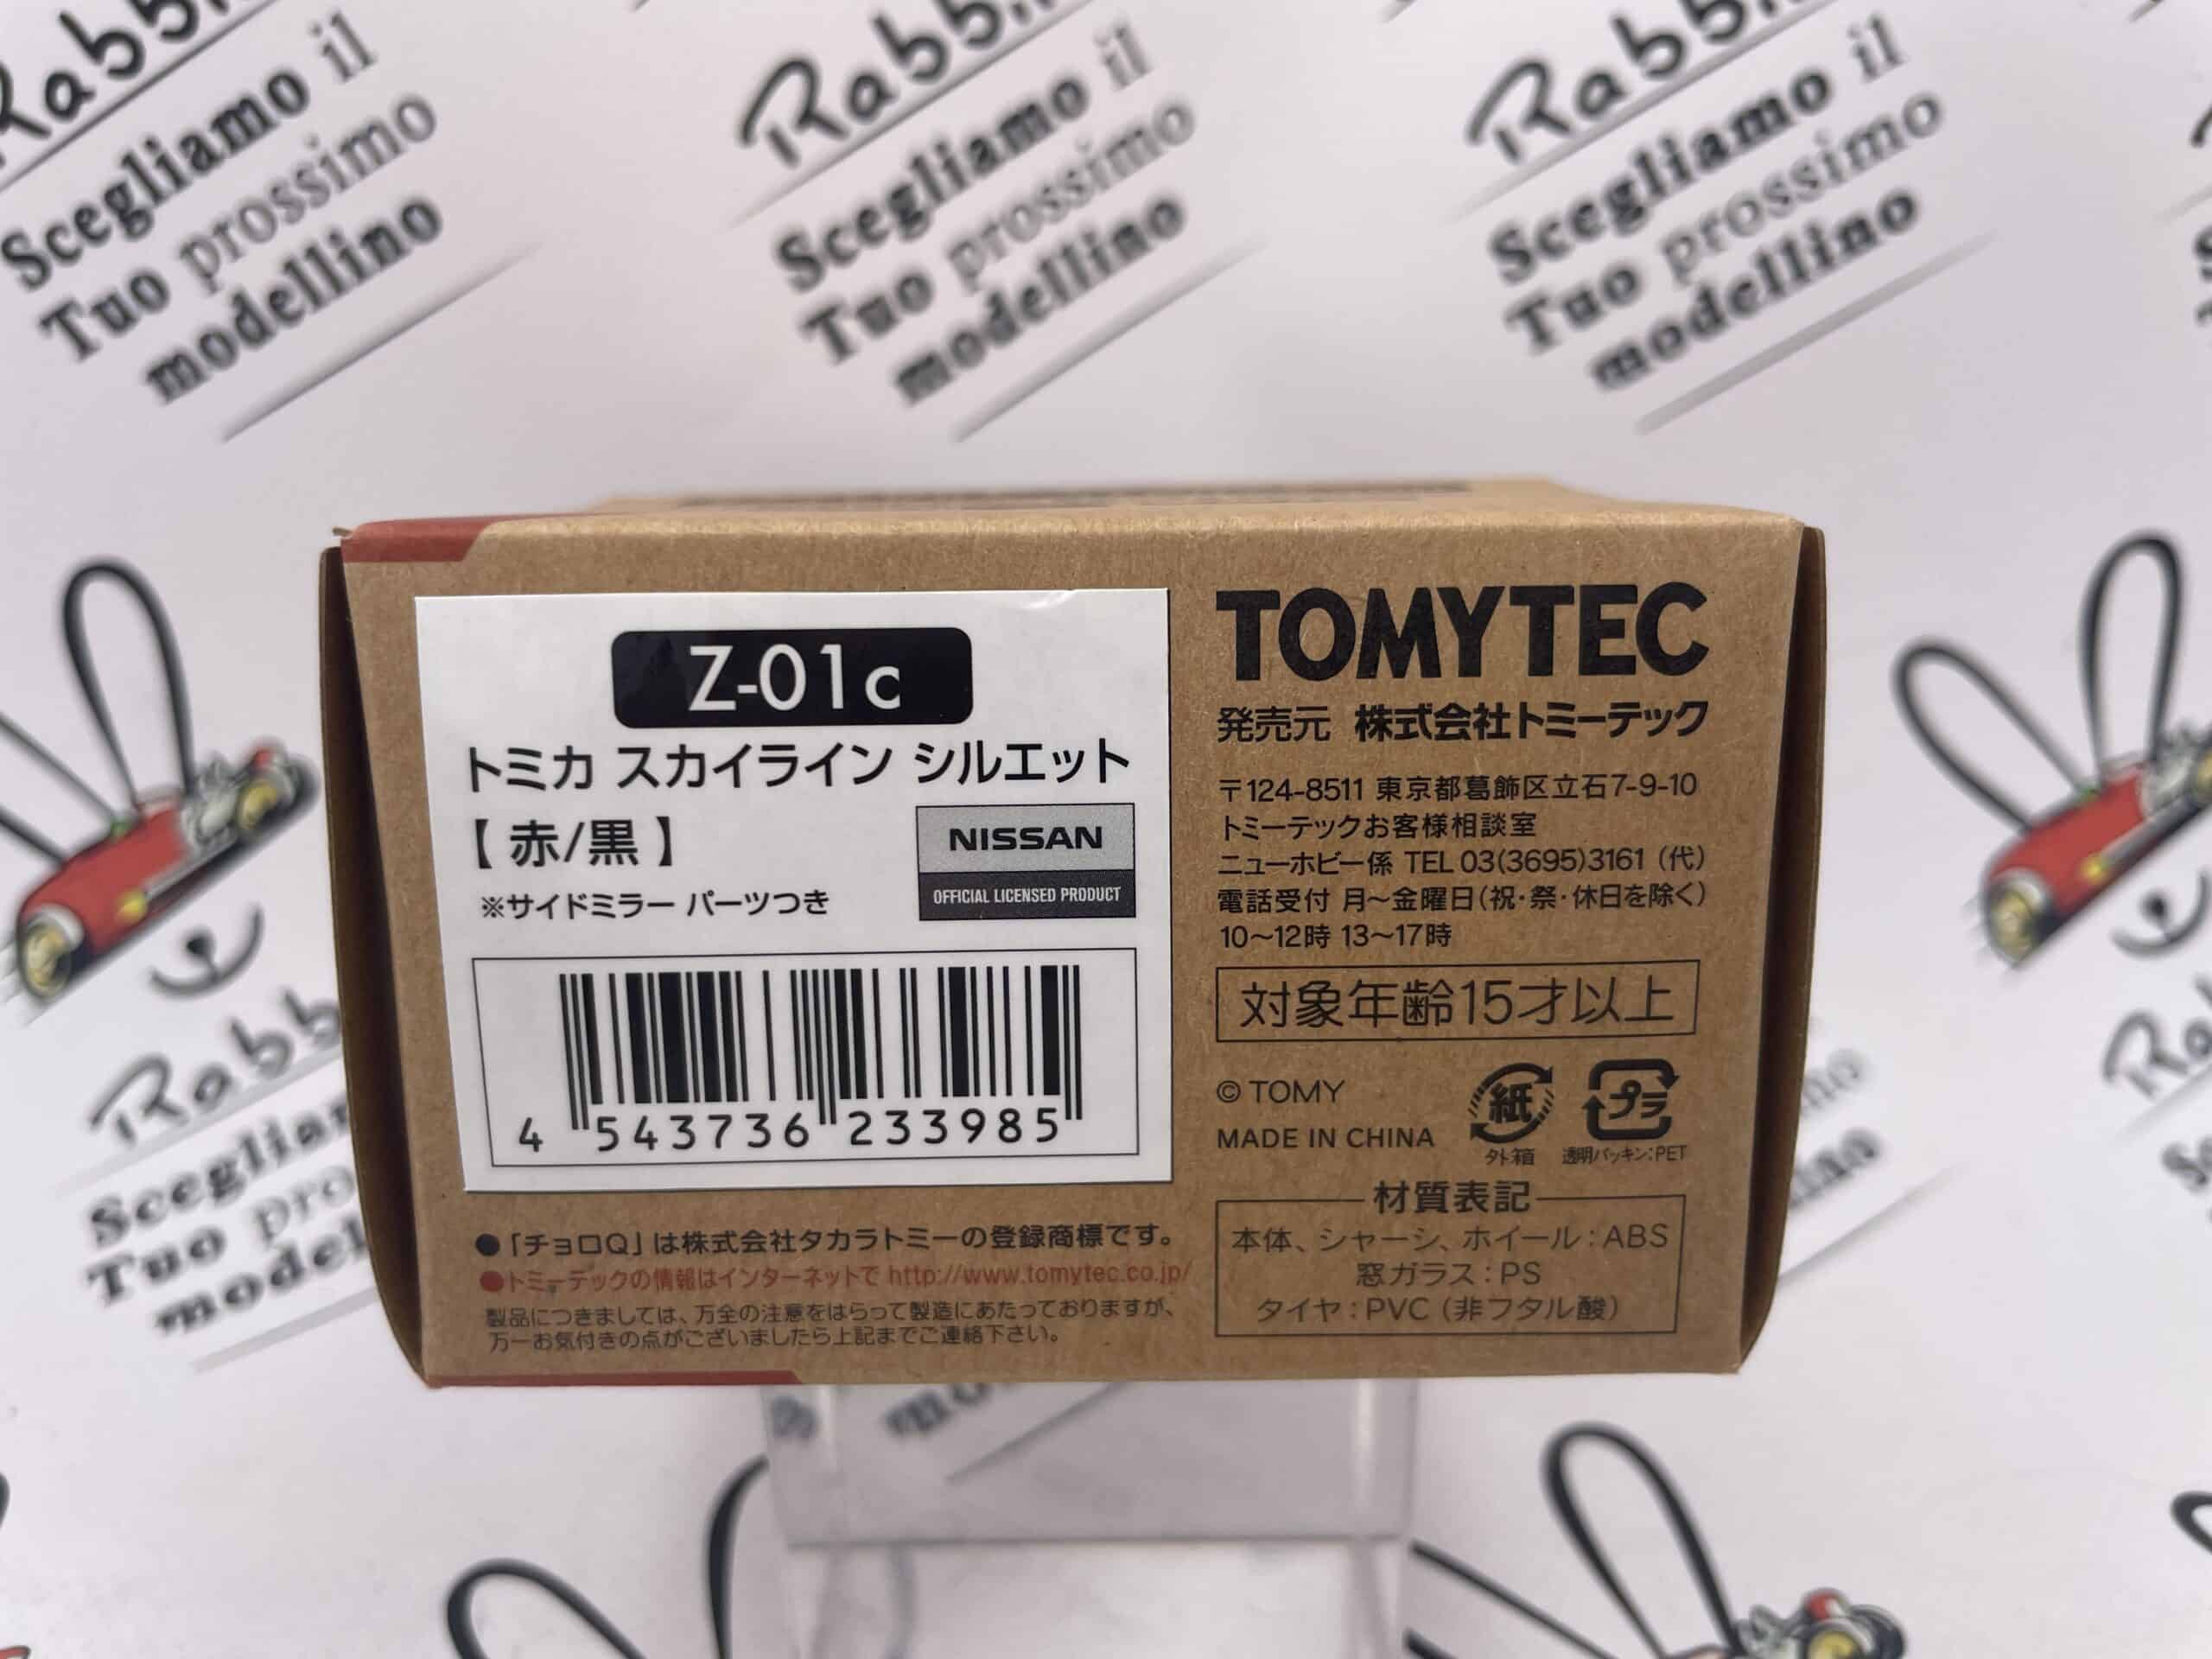 Scegliamo il
Tuo prossimo
modellino
Scegliamo il
Tuo prossimo
modellino
Scegliamo il
Tuo prossimo
modellino
Z-01c
トミカ スカイライン シルエット
【 赤/黒 】
※サイドミラー パーツつき
NISSAN
OFFICIAL LICENSED PRODUCT
4 543736 233985
●「チョロQ」は株式会社タカラトミーの登録商標です。
●トミーテックの情報はインターネットで http://www.tomytec.co.jp/
製品につきましては、万全の注意をはらって製造にあたっておりますが、
万一お気付きの点がございましたら上記までご連絡下さい。
TOMYTEC
発売元 株式会社トミーテック
〒124-8511 東京都葛飾区立石7-9-10
トミーテックお客様相談室
ニューホビー係 TEL 03(3695)3161 (代)
電話受付 月~金曜日(祝・祭・休日を除く)
10~12時 13~17時
対象年齢15才以上
© TOMY
MADE IN CHINA
紙
外箱
プラ
透明パッキン:PET
材質表記
本体、シャーシ、ホイール:ABS
窓ガラス:PS
タイヤ:PVC (非フタル酸)